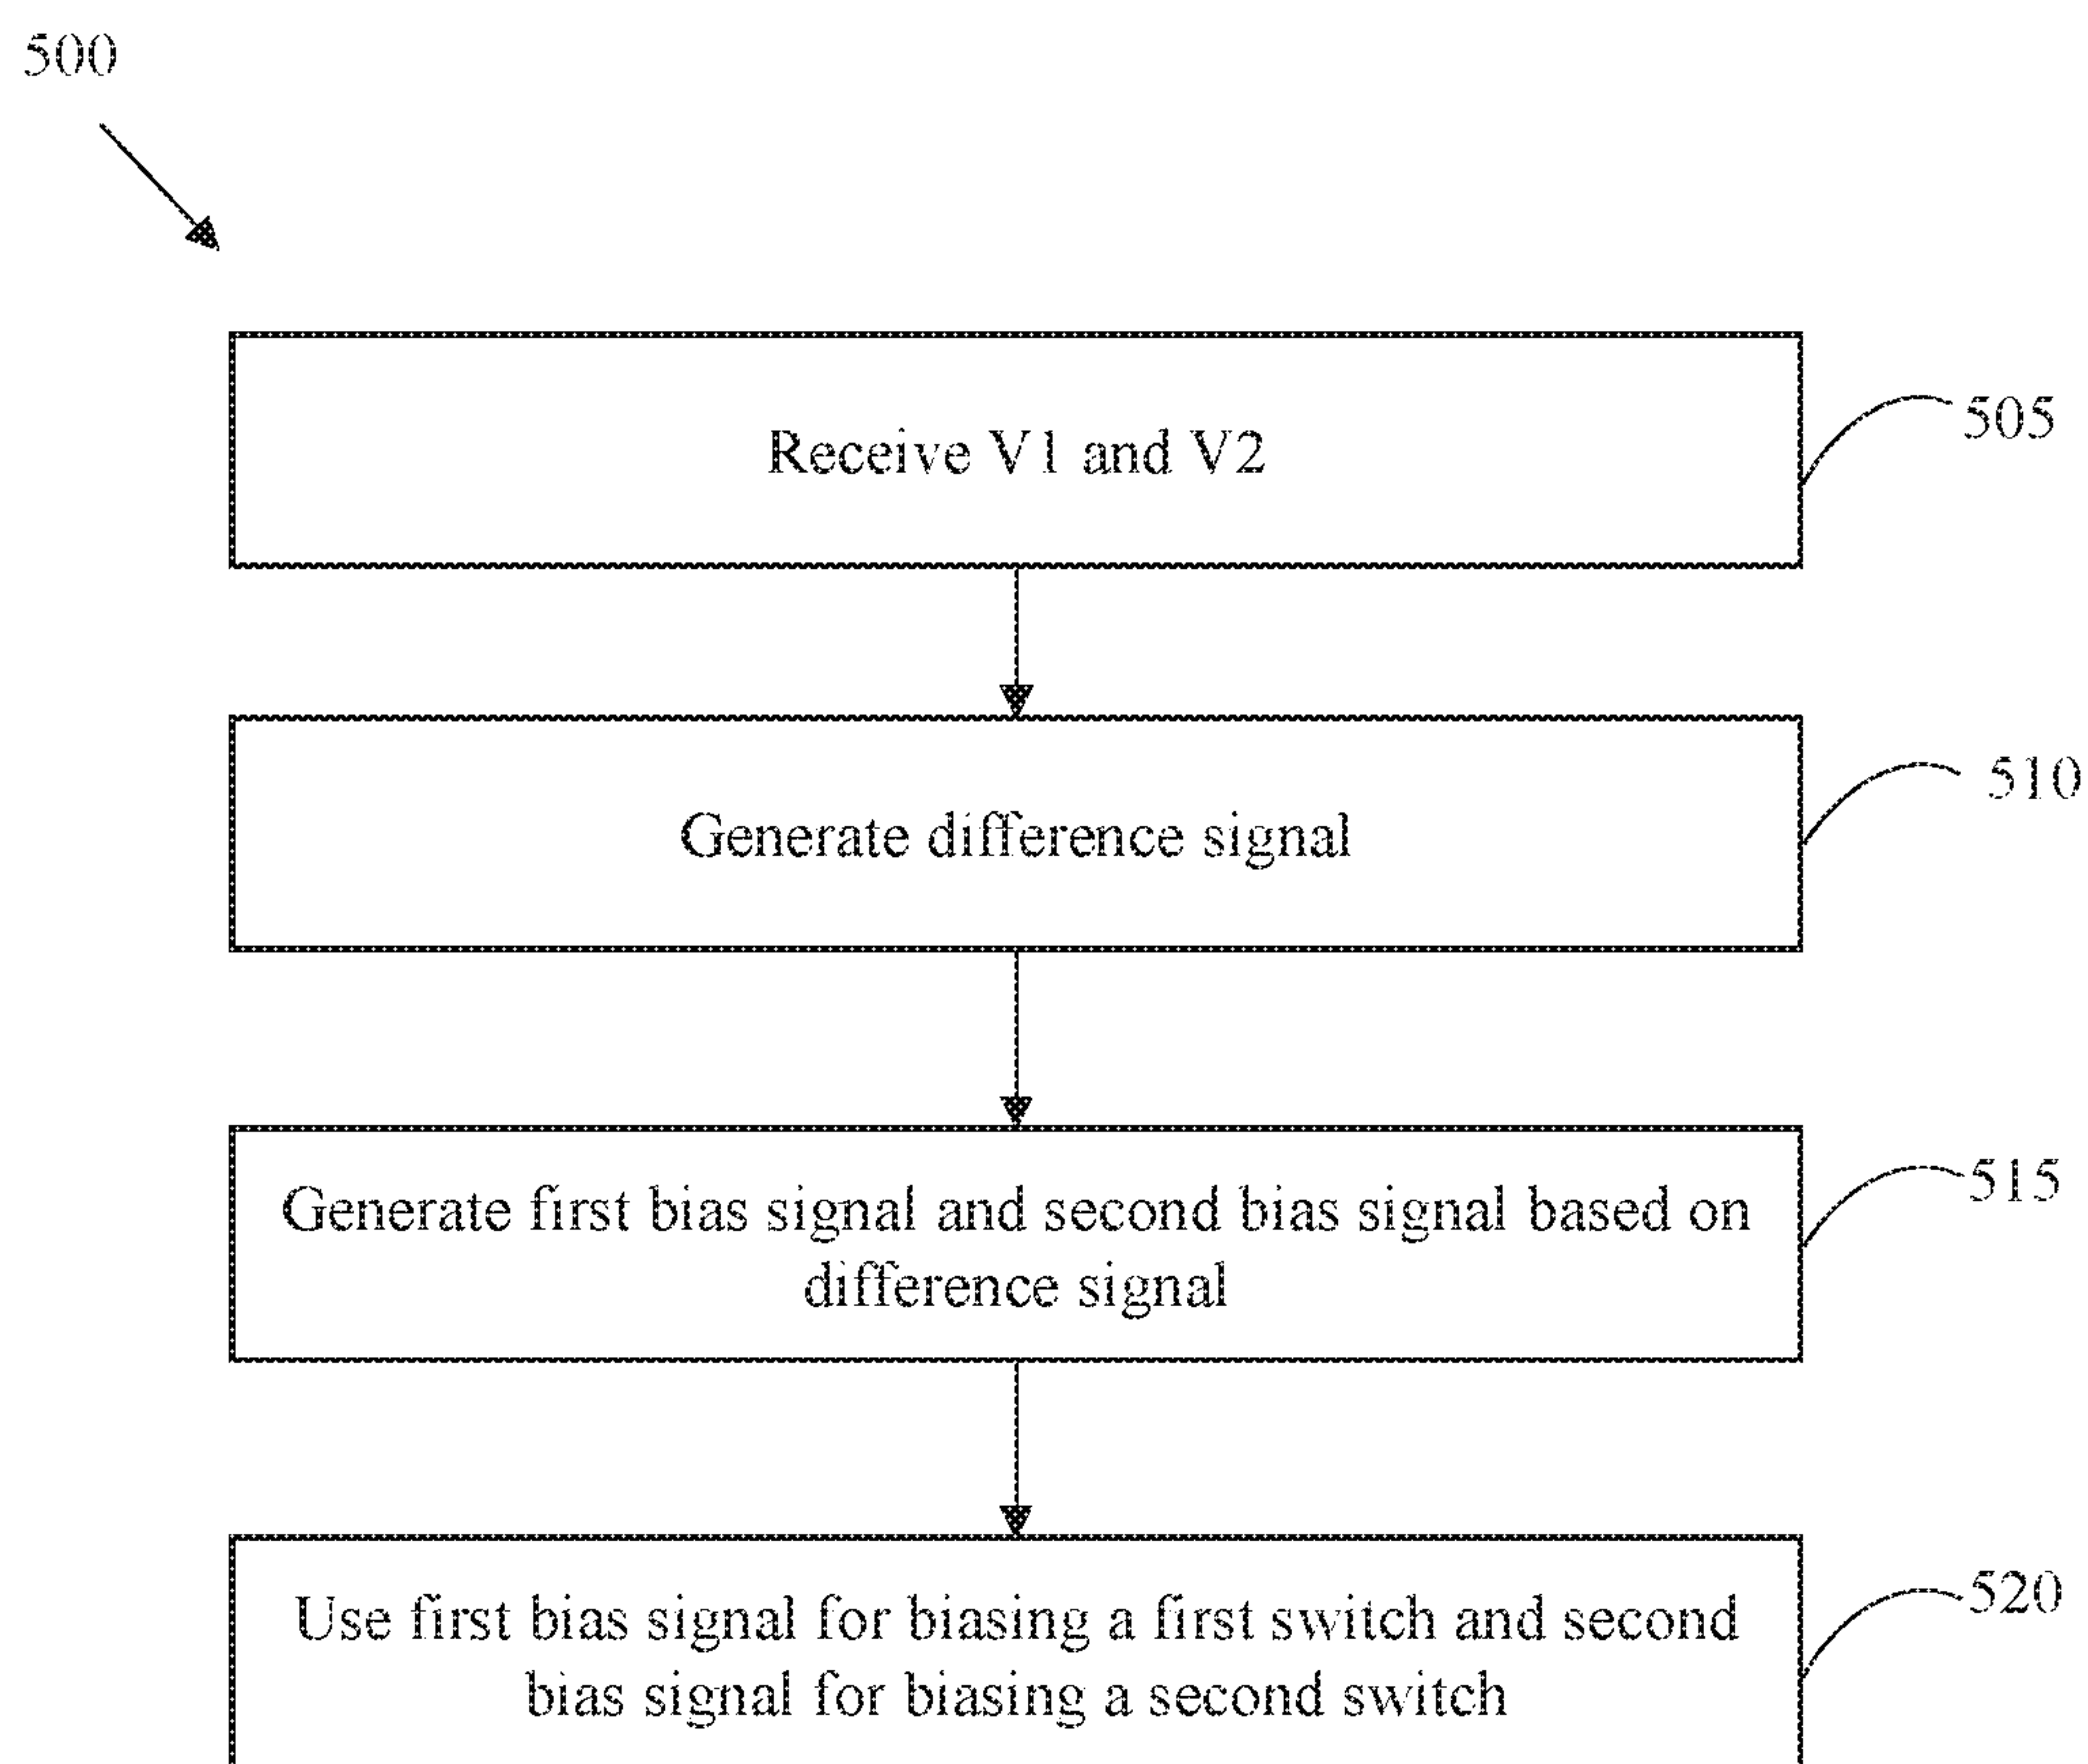 500
Receive V1 and V2
505
Generate difference signal
510
Generate first bias signal and second bias signal based on
difference signal
515
Use first bias signal for biasing a first switch and second
bias signal for biasing a second switch
520